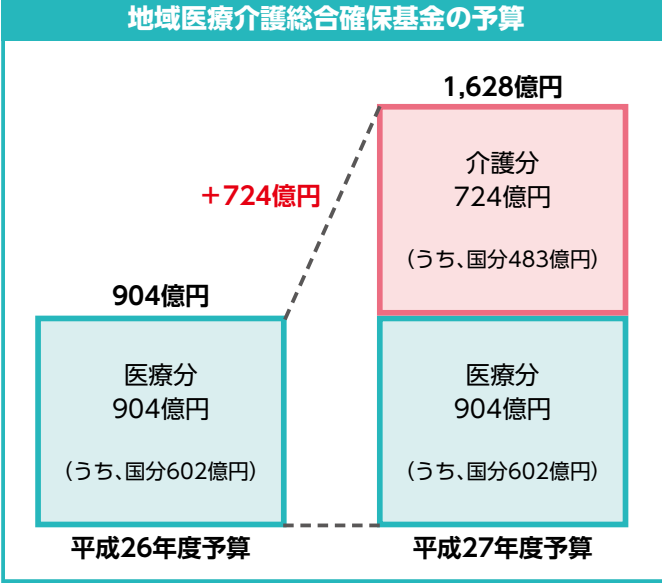 地域医療介護総合確保基金の予算
1,628億円
介護分
724億円
(うち、国分483億円)
+724億円
904億円
医療分
904億円
(うち、国分602億円)
医療分
904億円
(うち、国分602億円)
平成26年度予算
平成27年度予算